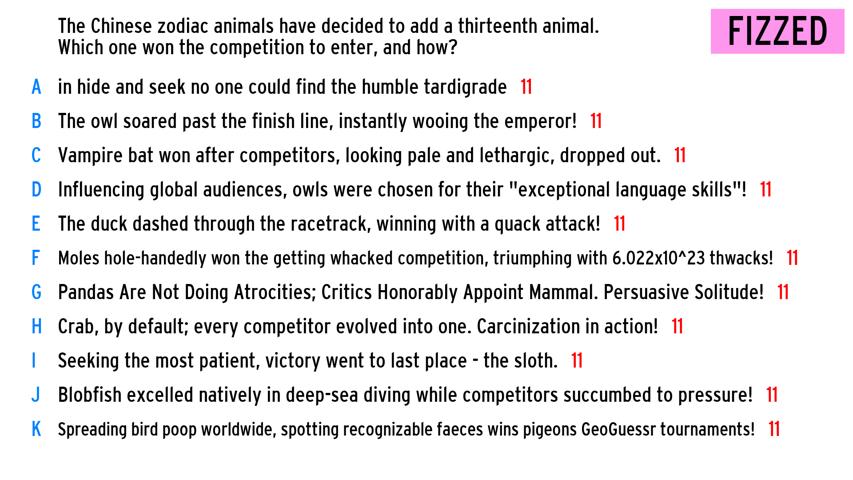 The Chinese zodiac animals have decided to add a thirteenth animal.
Which one won the competition to enter, and how?
FIZZED
A in hide and seek no one could find the humble tardigrade 11
B The owl soared past the finish line, instantly wooing the emperor! 11
C Vampire bat won after competitors, looking pale and lethargic, dropped out. 11
D Influencing global audiences, owls were chosen for their "exceptional language skills"! 11
E The duck dashed through the racetrack, winning with a quack attack! 11
F Moles hole-handedly won the getting whacked competition, triumphing with 6.022x10^23 thwacks! 11
G Pandas Are Not Doing Atrocities; Critics Honorably Appoint Mammal. Persuasive Solitude! 11
H Crab, by default; every competitor evolved into one. Carcinization in action! 11
I Seeking the most patient, victory went to last place - the sloth. 11
J Blobfish excelled natively in deep-sea diving while competitors succumbed to pressure! 11
K Spreading bird poop worldwide, spotting recognizable faeces wins pigeons GeoGuessr tournaments! 11